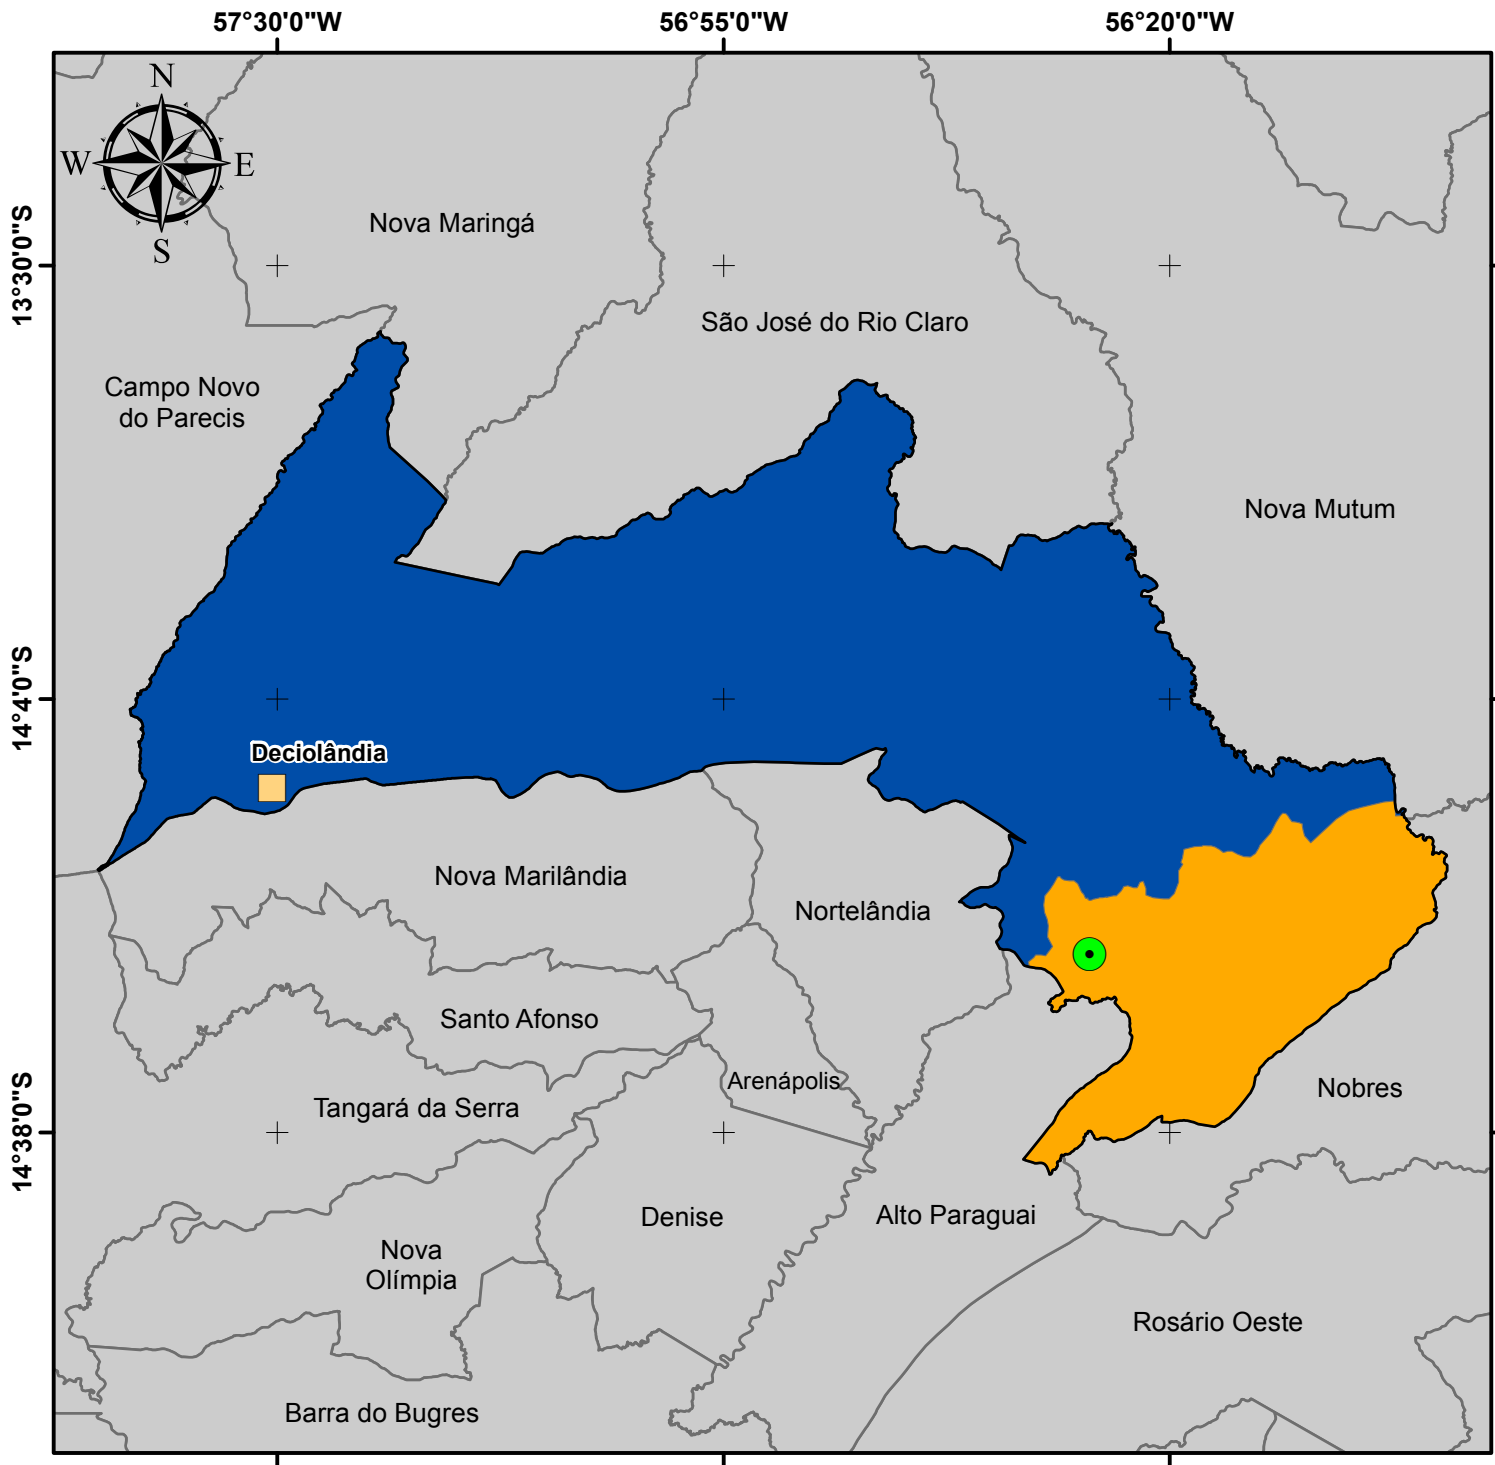 57°30'0"W
56°55'0"W
56°20'0"W
N
W
E
S
13°30'0"S
14°4'0"S
14°38'0"S
Nova Maringá
São José do Rio Claro
Campo Novo
do Parecis
Nova Mutum
Deciolândia
Nova Marilândia
Nortelândia
Santo Afonso
Arenápolis
Tangará da Serra
Nobres
Denise
Alto Paraguai
Nova
Olímpia
Rosário Oeste
Barra do Bugres